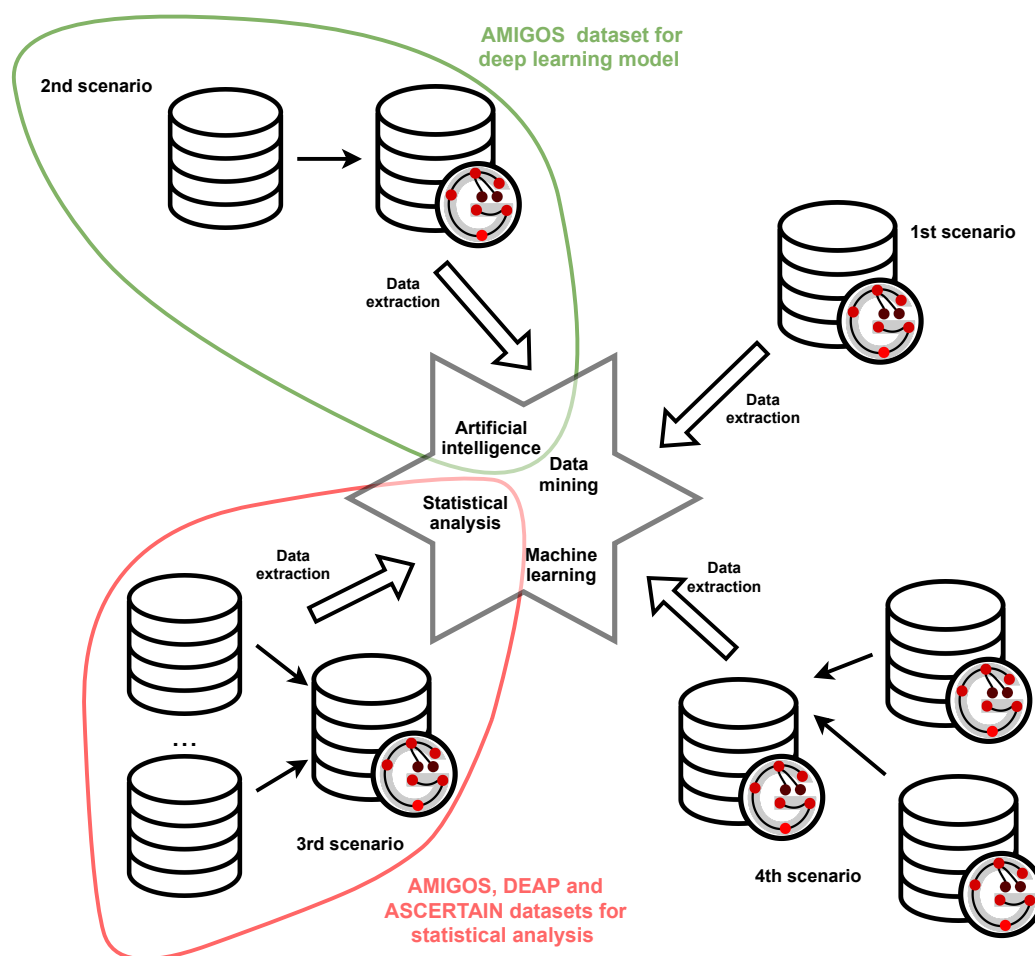 AMIGOS dataset for
deep learning model
2nd scenario
1st scenario
Data
extraction
Data
extraction
Artificial
intelligence
Data
mining
Statistical
analysis
Machine
learning
Data
extraction
Data
extraction
...
3rd scenario
4th scenario
AMIGOS, DEAP and
ASCERTAIN datasets for
statistical analysis